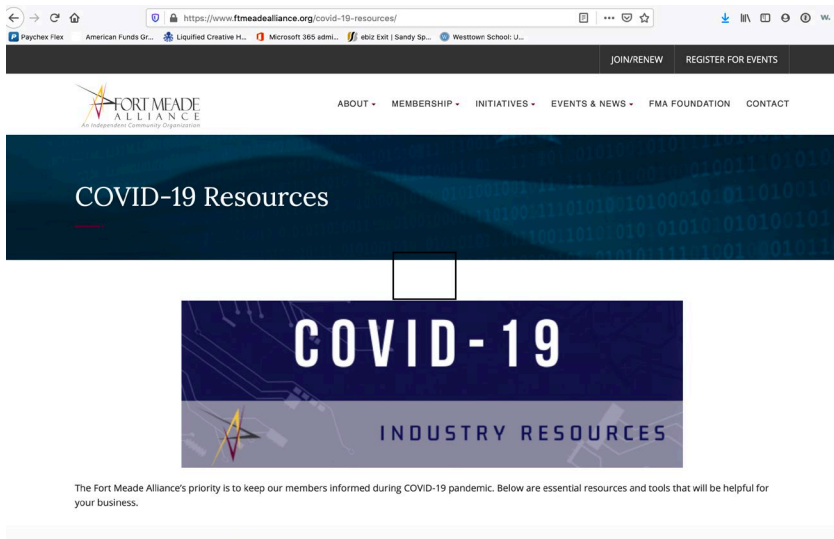 https://www.ftmeadealliance.org/covid-19-resources/
Paychex Flex American Funds Gr... Liquified Creative H... Microsoft 365 admi... ebiz Exit | Sandy Sp... Westtown School: U...
JOIN/RENEW REGISTER FOR EVENTS
FORT MEADE
ALLIANCE
An Independent Community Organization
ABOUT MEMBERSHIP INITIATIVES EVENTS & NEWS FMA FOUNDATION CONTACT
COVID-19 Resources
COVID-19
INDUSTRY RESOURCES
The Fort Meade Alliance's priority is to keep our members informed during COVID-19 pandemic. Below are essential resources and tools that will be helpful for
your business.